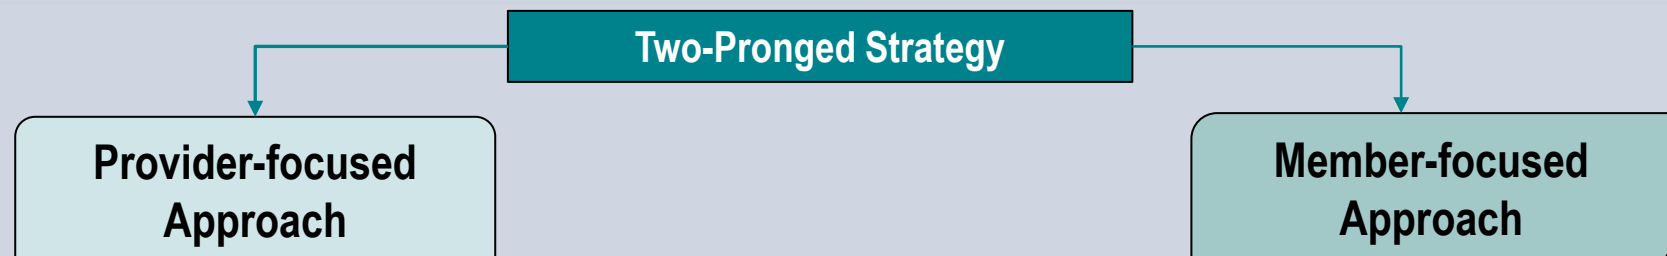 Two-Pronged Strategy
Provider-focused
Approach
Member-focused
Approach